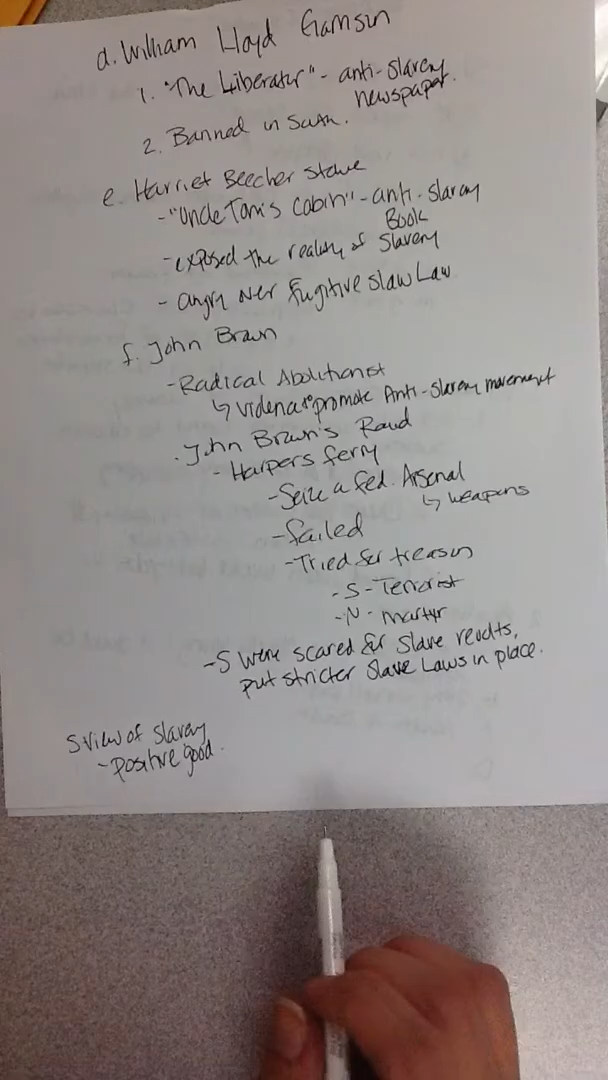 d. William Lloyd Garrison
1. "The Liberator" - anti-slavery
newspaper.
2. Banned in South.
e. Harriet Beecher Stowe
- "Uncle Tom's Cabin" - anti-slavery
Book
- exposed the reality of Slavery
- angry over Fugitive Slaw Law
f. John Brown
- Radical Abolitionist
↳ violence to promote Anti-Slavery movement
. John Brown's Raid
- Harpers ferry
- Seize a fed. Arsenal
↳ weapons
- failed
- Tried for treason
- S - Terrorist
- N - martyr
- S were scared for Slave revolts,
put stricter Slave Laws in place.
S view of slavery
- positive good.